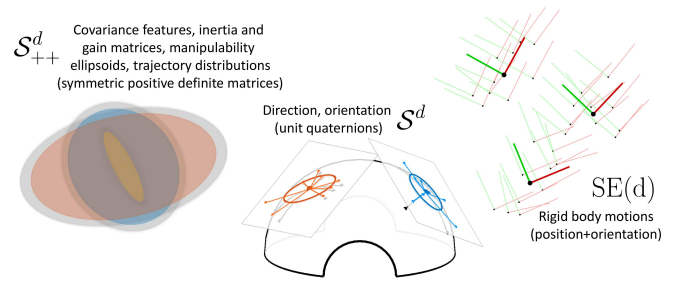 S^d_++
Covariance features, inertia and
gain matrices, manipulability
ellipsoids, trajectory distributions
(symmetric positive definite matrices)
Direction, orientation
(unit quaternions)
S^d
SE(d)
Rigid body motions
(position+orientation)